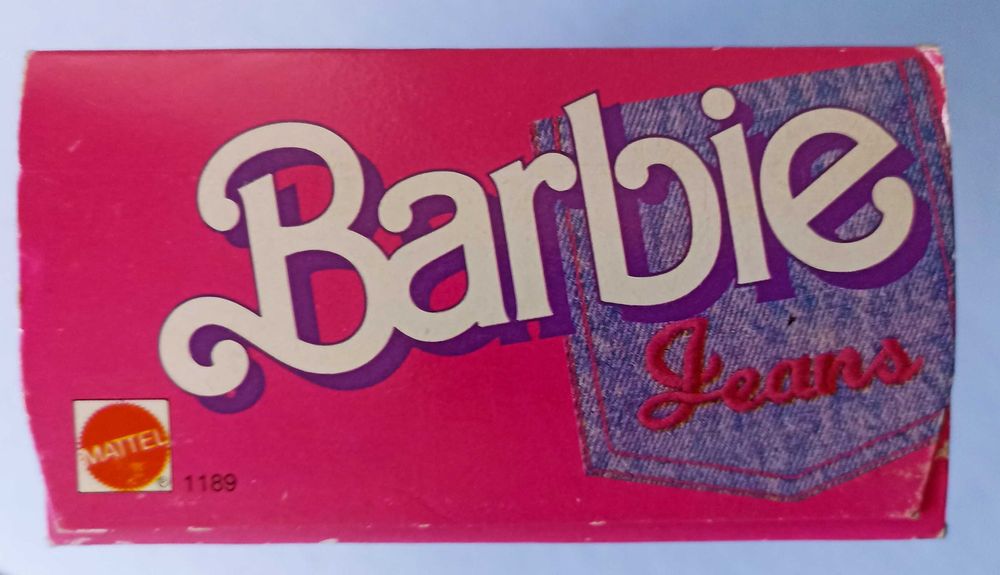 Barbie
Jeans
MATTEL
®
1189